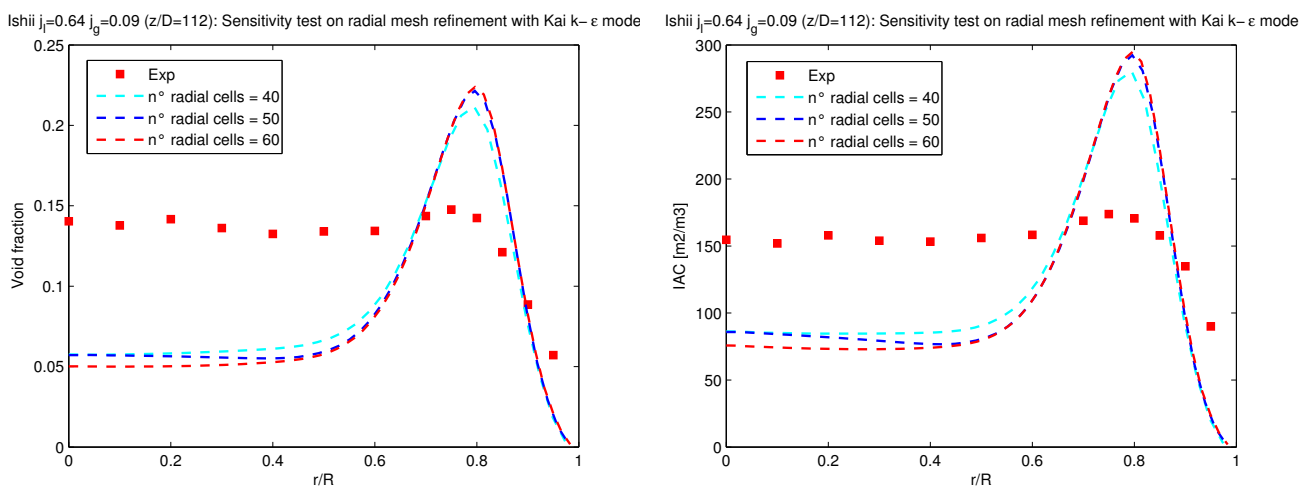 Ishii j_l=0.64 j_g=0.09 (z/D=112): Sensitivity test on radial mesh refinement with Kai k− ε mode
0.25
0.2
0.15
0.1
0.05
0
Void fraction
Exp
n° radial cells = 40
n° radial cells = 50
n° radial cells = 60
0 0.2 0.4 0.6 0.8 1
r/R
Ishii j_l=0.64 j_g=0.09 (z/D=112): Sensitivity test on radial mesh refinement with Kai k− ε mode
300
250
200
150
100
50
0
IAC [m2/m3]
Exp
n° radial cells = 40
n° radial cells = 50
n° radial cells = 60
0 0.2 0.4 0.6 0.8 1
r/R